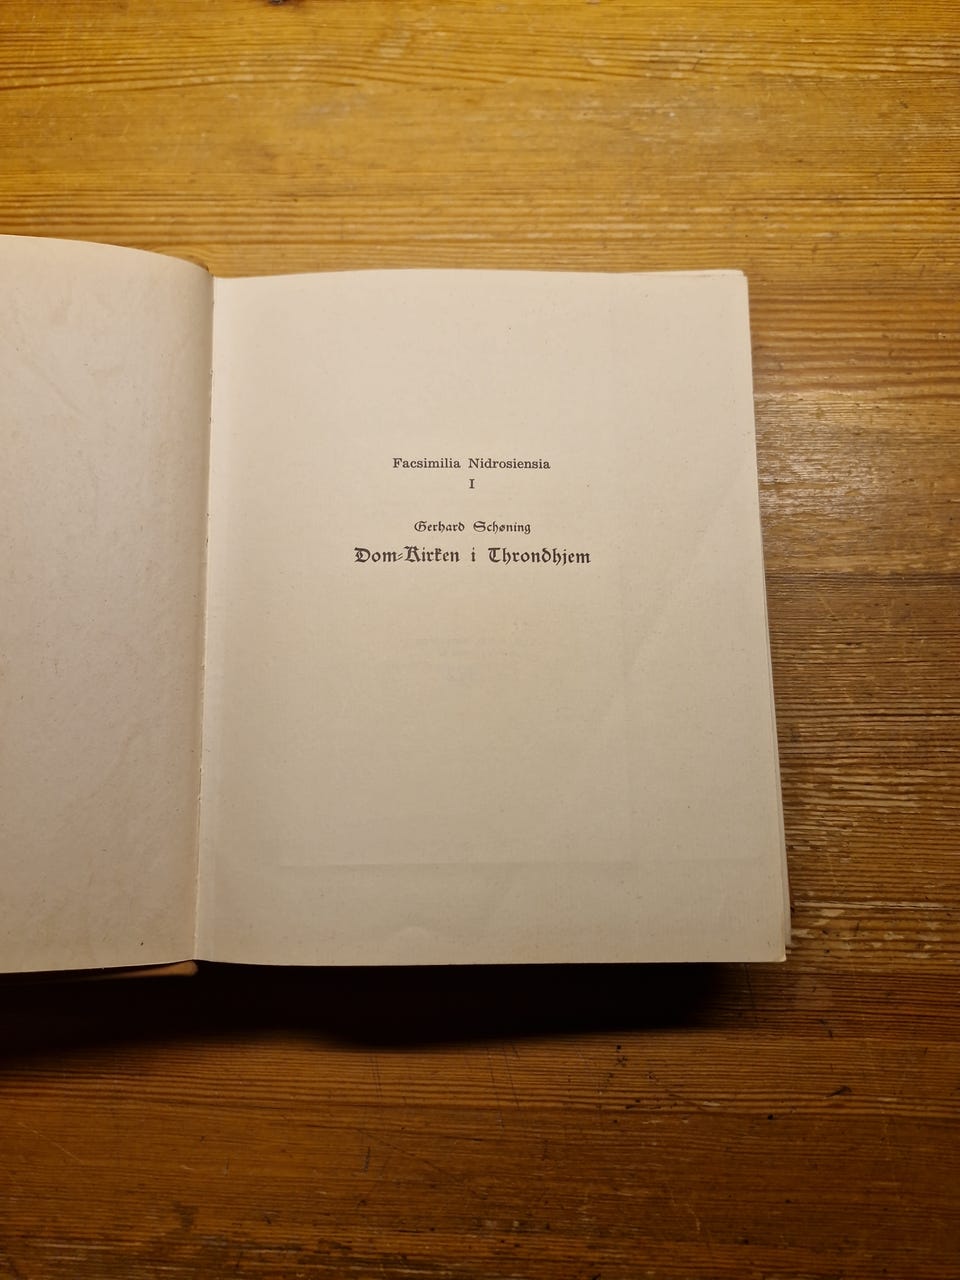 Facsimilia Nidrosiensia
I
Gerhard Schøning
Dom-Kirken i Throndhjem